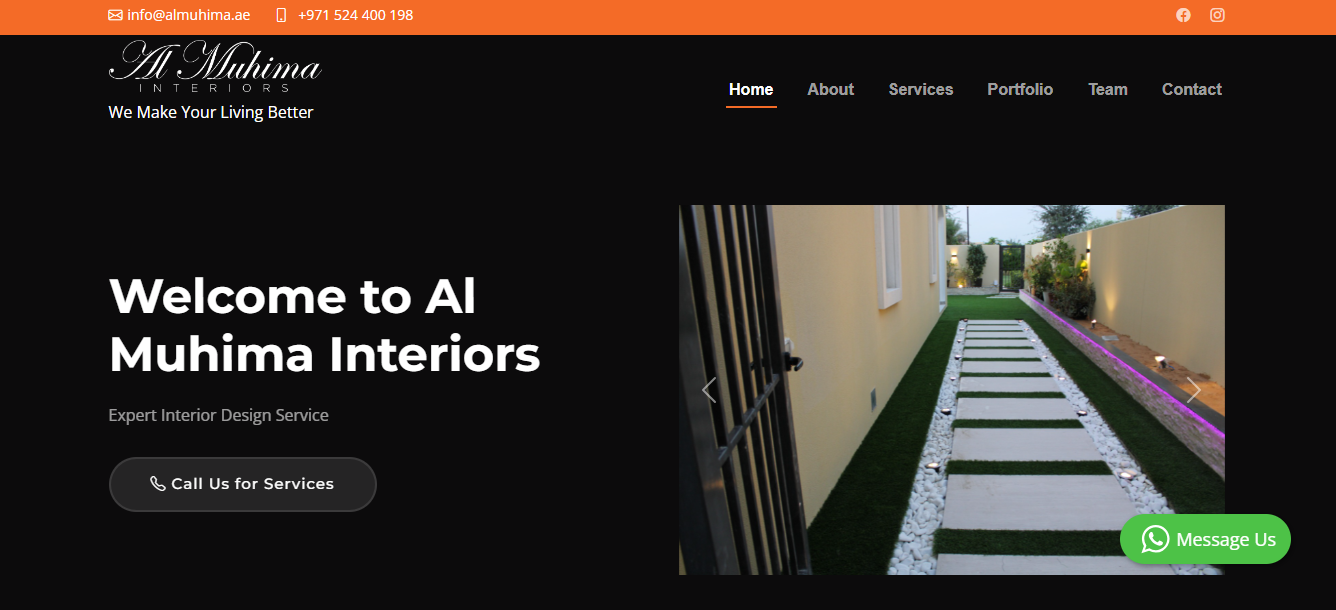 info@almuhima.ae
+971 524 400 198
Al Muhima
INTERIORS
We Make Your Living Better
Home
About
Services
Portfolio
Team
Contact
Welcome to Al
Muhima Interiors
Expert Interior Design Service
Call Us for Services
Message Us